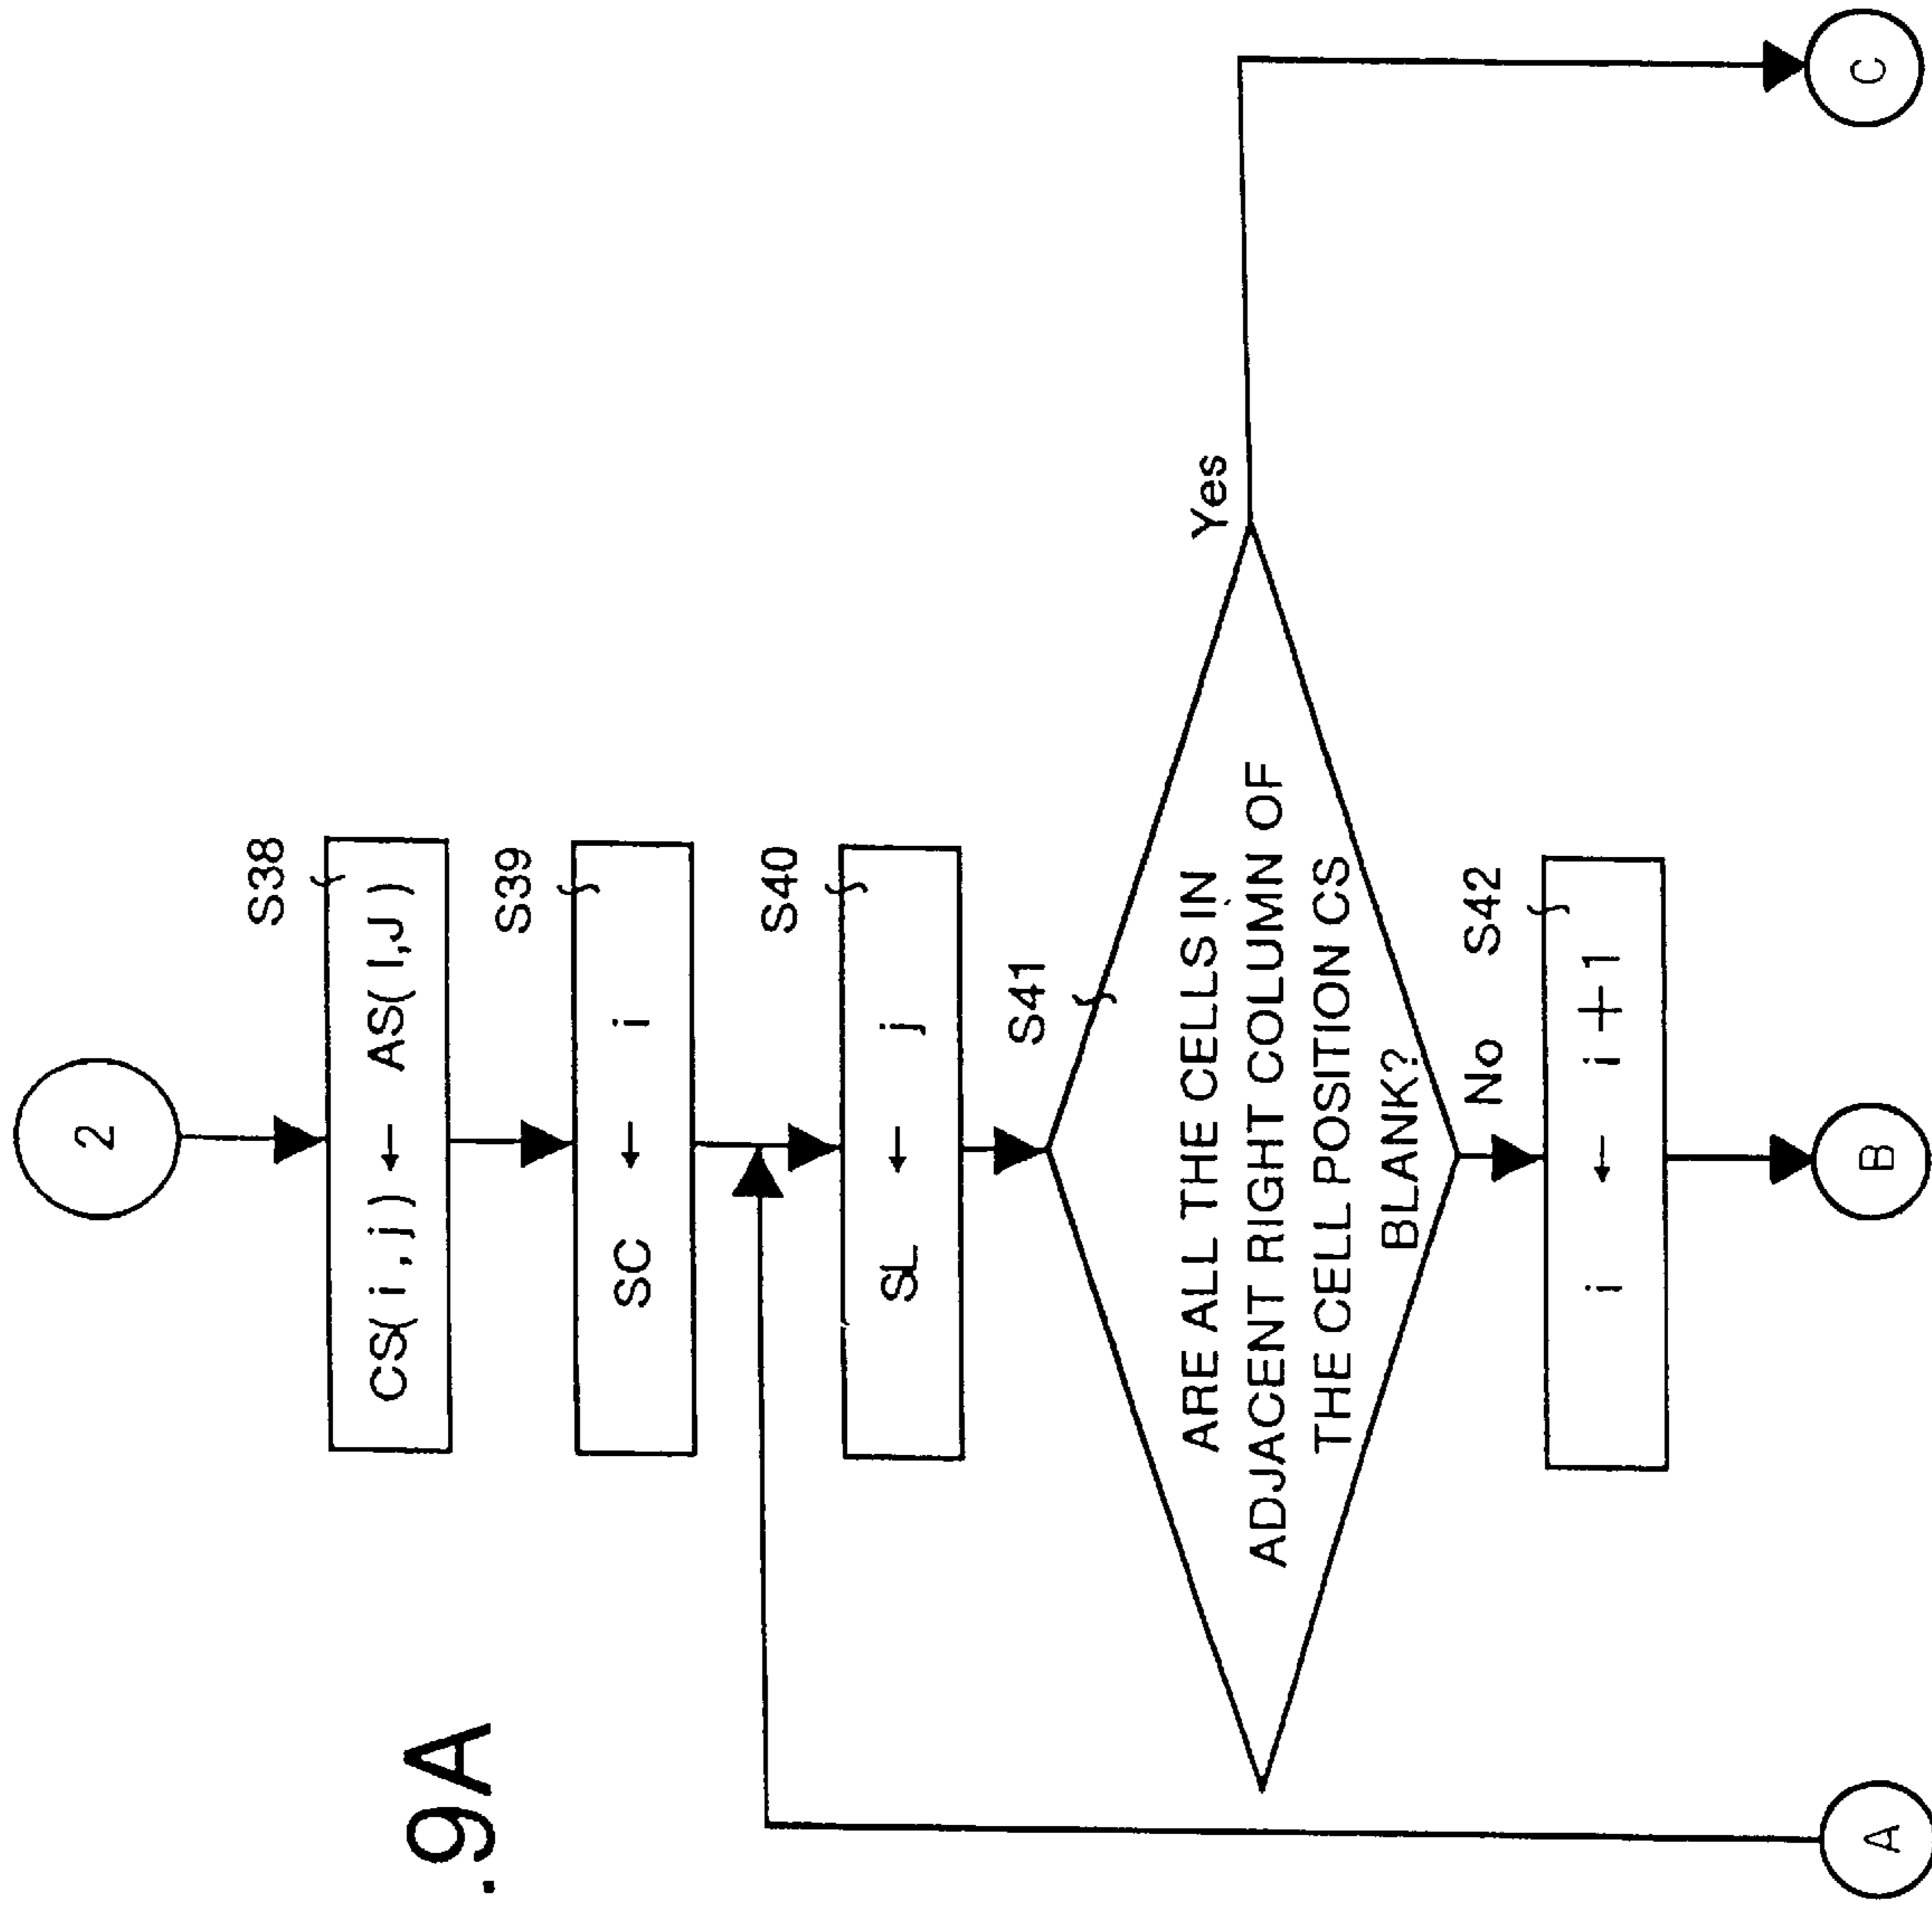 .9A
2
S38
CS(i,j) ← AS(I,J)
S39
SC ← i
S40
SL ← j
S41
ARE ALL THE CELLS IN
ADJACENT RIGHT COLUMN OF
THE CELL POSITION CS
BLANK?
Yes
No
S42
i ← i+1
A
B
C